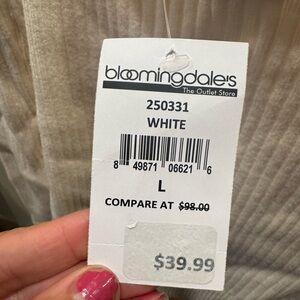 bloomingdale's
The Outlet Store
250331
WHITE
8 49871 06621 6
L
COMPARE AT $98.00
$39.99